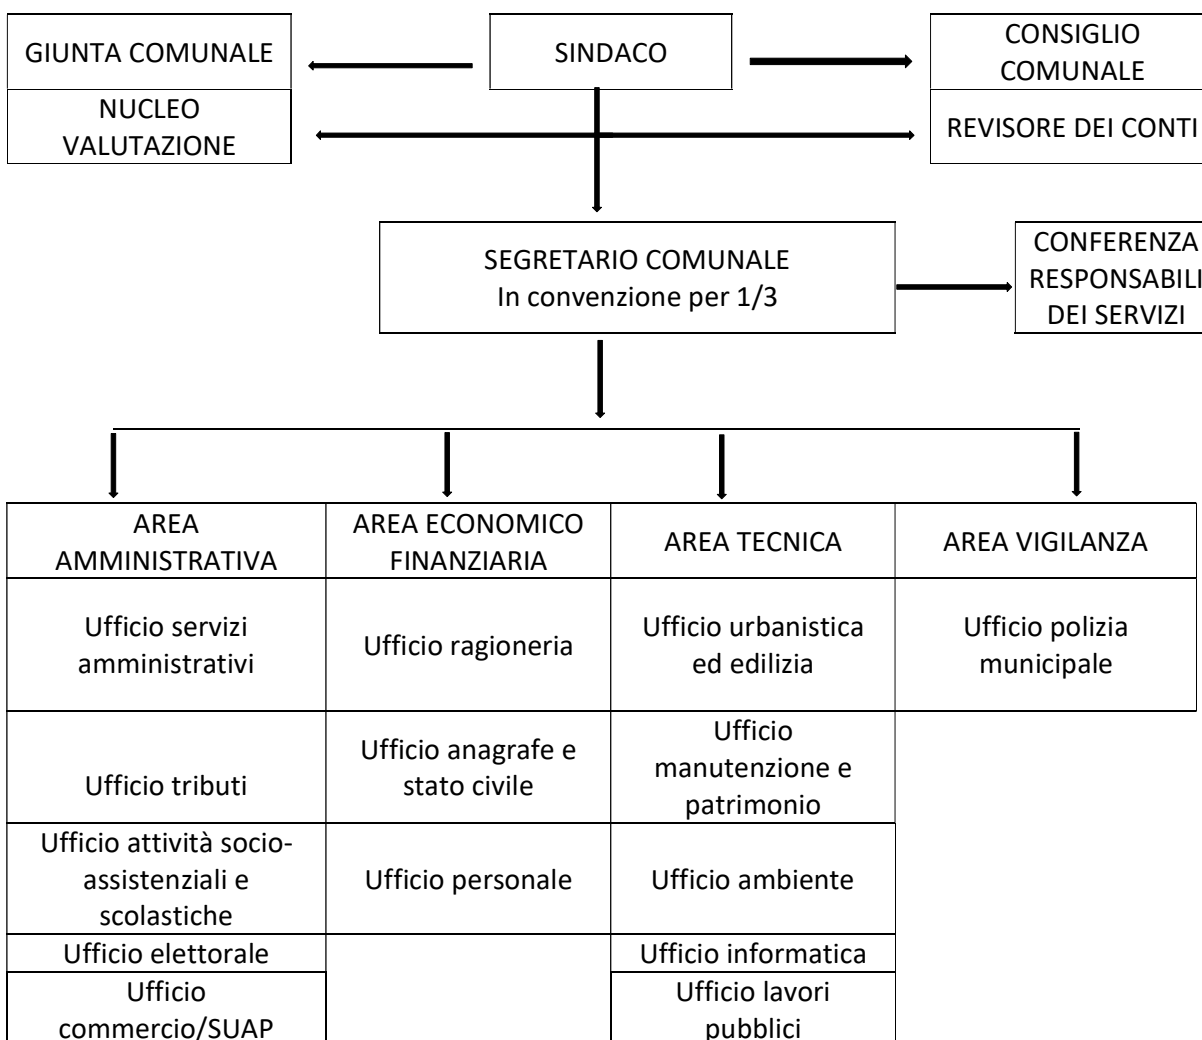 GIUNTA COMUNALE
SINDACO
CONSIGLIO
COMUNALE
NUCLEO
VALUTAZIONE
REVISORE DEI CONTI
SEGRETARIO COMUNALE
In convenzione per 1/3
CONFERENZA
RESPONSABILI
DEI SERVIZI
AREA
AMMINISTRATIVA
AREA ECONOMICO
FINANZIARIA
AREA TECNICA
AREA VIGILANZA
Ufficio servizi
amministrativi
Ufficio ragioneria
Ufficio urbanistica
ed edilizia
Ufficio polizia
municipale
Ufficio tributi
Ufficio anagrafe e
stato civile
Ufficio
manutenzione e
patrimonio
Ufficio attività socio-
assistenziali e
scolastiche
Ufficio personale
Ufficio ambiente
Ufficio elettorale
Ufficio informatica
Ufficio
commercio/SUAP
Ufficio lavori
pubblici